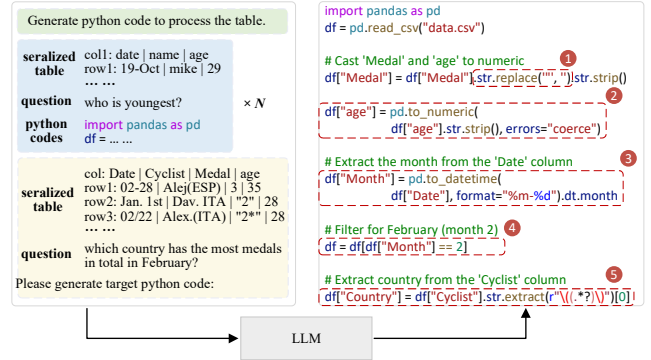 Generate python code to process the table.
seralized table
col1: date | name | age
row1: 19-Oct | mike | 29
... ...
question
who is youngest?
python codes
import pandas as pd
df = ... ...
× N
seralized table
col: Date | Cyclist | Medal | age
row1: 02-28 | Alej(ESP) | 3 | 35
row2: Jan. 1st | Dav. ITA | "2" | 28
row3: 02/22 | Alex.(ITA) | "2*" | 28
... ...
question
which country has the most medals
in total in February?
Please generate target python code:
import pandas as pd
df = pd.read_csv("data.csv")
# Cast 'Medal' and 'age' to numeric
1
df["Medal"] = df["Medal"].str.replace('"', '').str.strip()
2
df["age"] = pd.to_numeric(
df["age"].str.strip(), errors="coerce")
# Extract the month from the 'Date' column
3
df["Month"] = pd.to_datetime(
df["Date"], format="%m-%d").dt.month
# Filter for February (month 2)
4
df = df[df["Month"] == 2]
# Extract country from the 'Cyclist' column
5
df["Country"] = df["Cyclist"].str.extract(r"\((.*?)\)")[0]
LLM